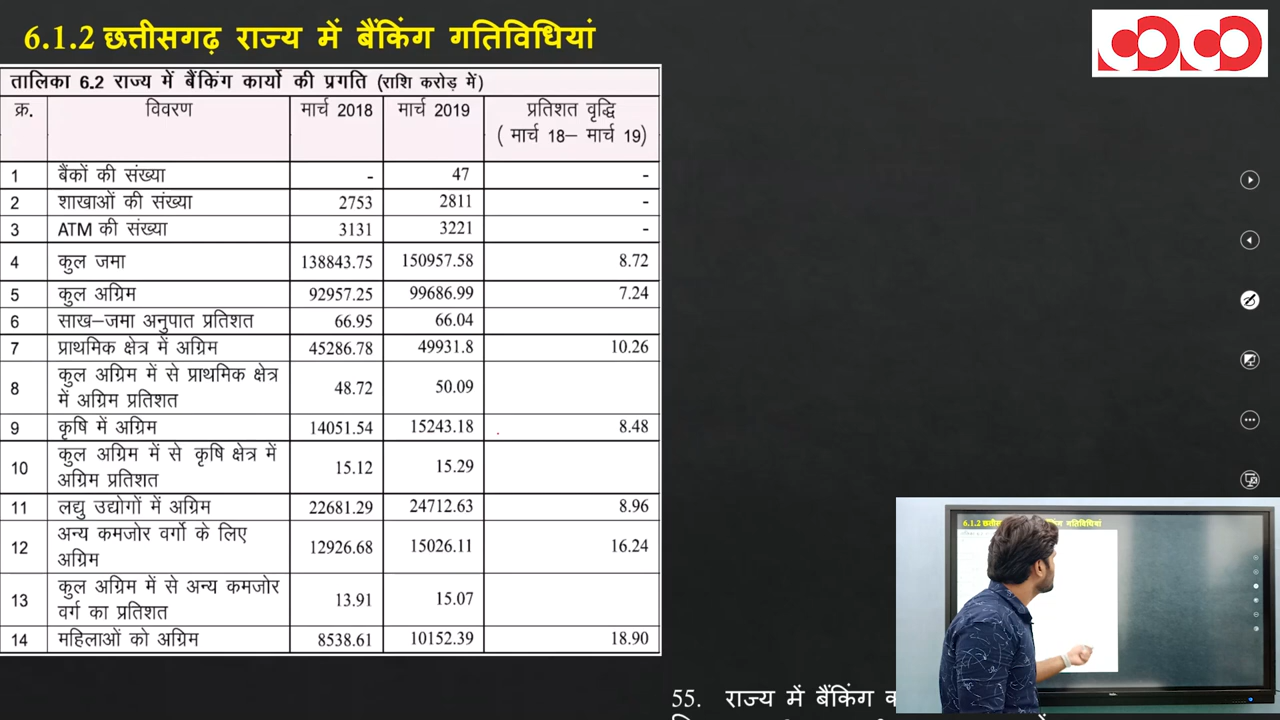 6.1.2 छत्तीसगढ़ राज्य में बैंकिंग गतिविधियां
तालिका 6.2 राज्य में बैंकिंग कार्यो की प्रगति (राशि करोड़ में)
क्र. विवरण मार्च 2018 मार्च 2019 प्रतिशत वृद्धि
( मार्च 18– मार्च 19)
1 बैंकों की संख्या - 47 -
2 शाखाओं की संख्या 2753 2811 -
3 ATM की संख्या 3131 3221 -
4 कुल जमा 138843.75 150957.58 8.72
5 कुल अग्रिम 92957.25 99686.99 7.24
6 साख–जमा अनुपात प्रतिशत 66.95 66.04
7 प्राथमिक क्षेत्र में अग्रिम 45286.78 49931.8 10.26
8 कुल अग्रिम में से प्राथमिक क्षेत्र
में अग्रिम प्रतिशत 48.72 50.09
9 कृषि में अग्रिम 14051.54 15243.18 8.48
10 कुल अग्रिम में से कृषि क्षेत्र में
अग्रिम प्रतिशत 15.12 15.29
11 लद्यु उद्योगों में अग्रिम 22681.29 24712.63 8.96
12 अन्य कमजोर वर्गो के लिए
अग्रिम 12926.68 15026.11 16.24
13 कुल अग्रिम में से अन्य कमजोर
वर्ग का प्रतिशत 13.91 15.07
14 महिलाओं को अग्रिम 8538.61 10152.39 18.90
55. राज्य में बैंकिंग